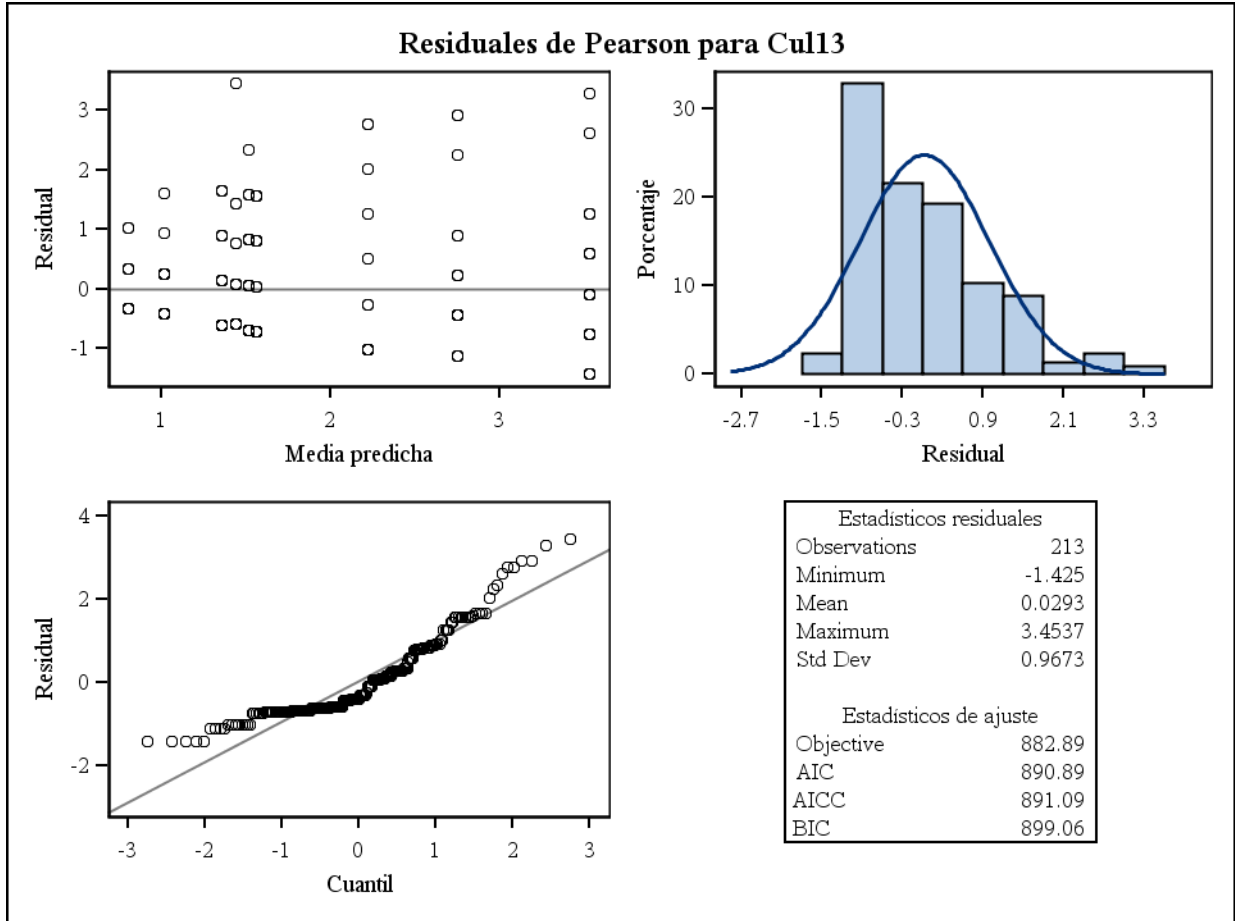 Residuales de Pearson para Cul13
3
2
1
0
-1
Residual
1
2
3
Media predicha
30
20
10
0
Porcentaje
-2.7
-1.5
-0.3
0.9
2.1
3.3
Residual
4
2
0
-2
Residual
-3
-2
-1
0
1
2
3
Cuantil
Estadísticos residuales
Observations 213
Minimum -1.425
Mean 0.0293
Maximum 3.4537
Std Dev 0.9673
Estadísticos de ajuste
Objective 882.89
AIC 890.89
AICC 891.09
BIC 899.06